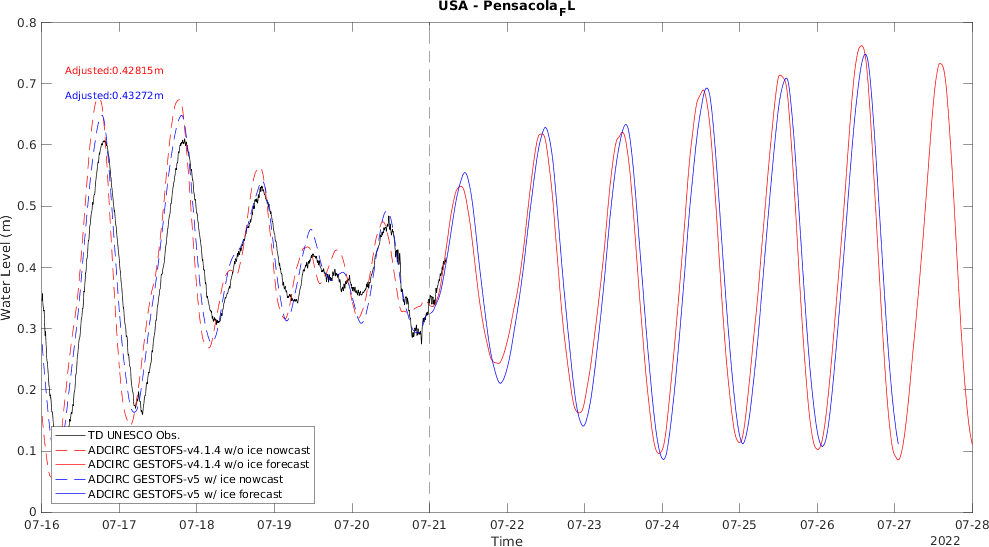 USA - Pensacola_FL
Adjusted:0.42815m
Adjusted:0.43272m
Water Level (m)
0.8
0.7
0.6
0.5
0.4
0.3
0.2
0.1
0
TD UNESCO Obs.
ADCIRC GESTOFS-v4.1.4 w/o ice nowcast
ADCIRC GESTOFS-v4.1.4 w/o ice forecast
ADCIRC GESTOFS-v5 w/ ice nowcast
ADCIRC GESTOFS-v5 w/ ice forecast
07-16 07-17 07-18 07-19 07-20 07-21 07-22 07-23 07-24 07-25 07-26 07-27 07-28
Time
2022